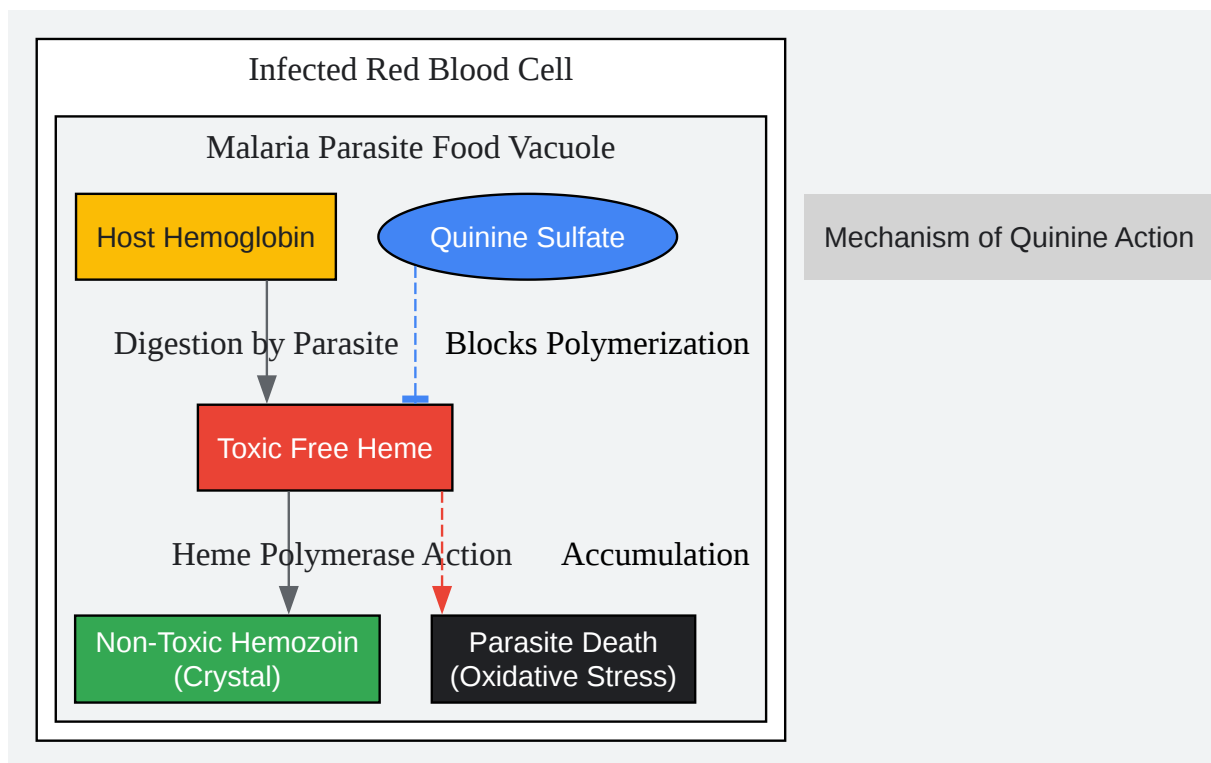 Infected Red Blood Cell
Malaria Parasite Food Vacuole
Host Hemoglobin
Quinine Sulfate
Mechanism of Quinine Action
Digestion by Parasite
Blocks Polymerization
Toxic Free Heme
Heme Polymerase Action
Accumulation
Non-Toxic Hemozoin
(Crystal)
Parasite Death
(Oxidative Stress)